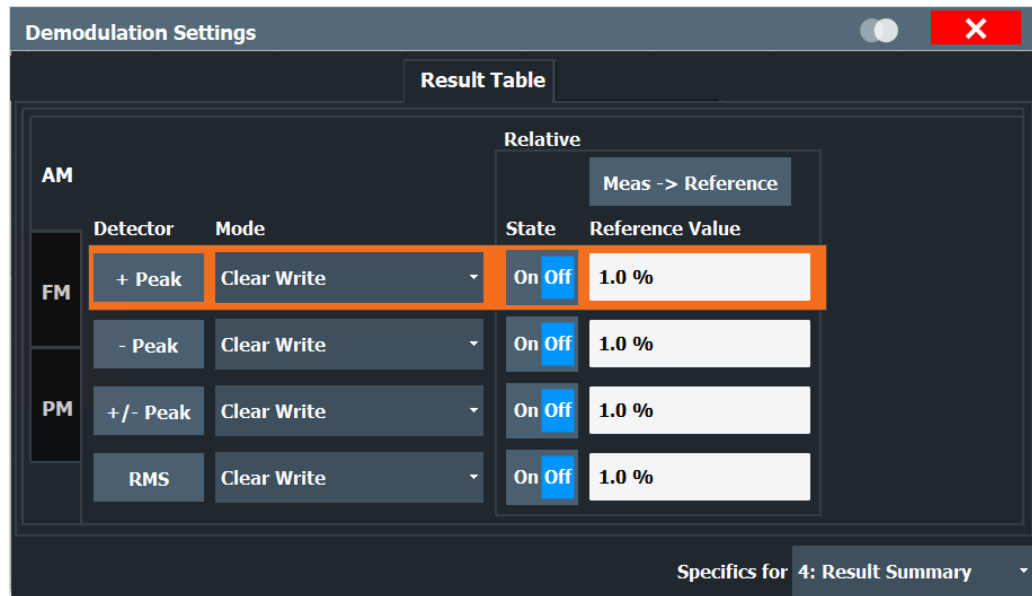 Demodulation Settings
Result Table
Relative
AM
Meas -> Reference
Detector Mode State Reference Value
FM
+ Peak Clear Write On Off 1.0 %
- Peak Clear Write On Off 1.0 %
PM
+/- Peak Clear Write On Off 1.0 %
RMS Clear Write On Off 1.0 %
Specifics for 4: Result Summary